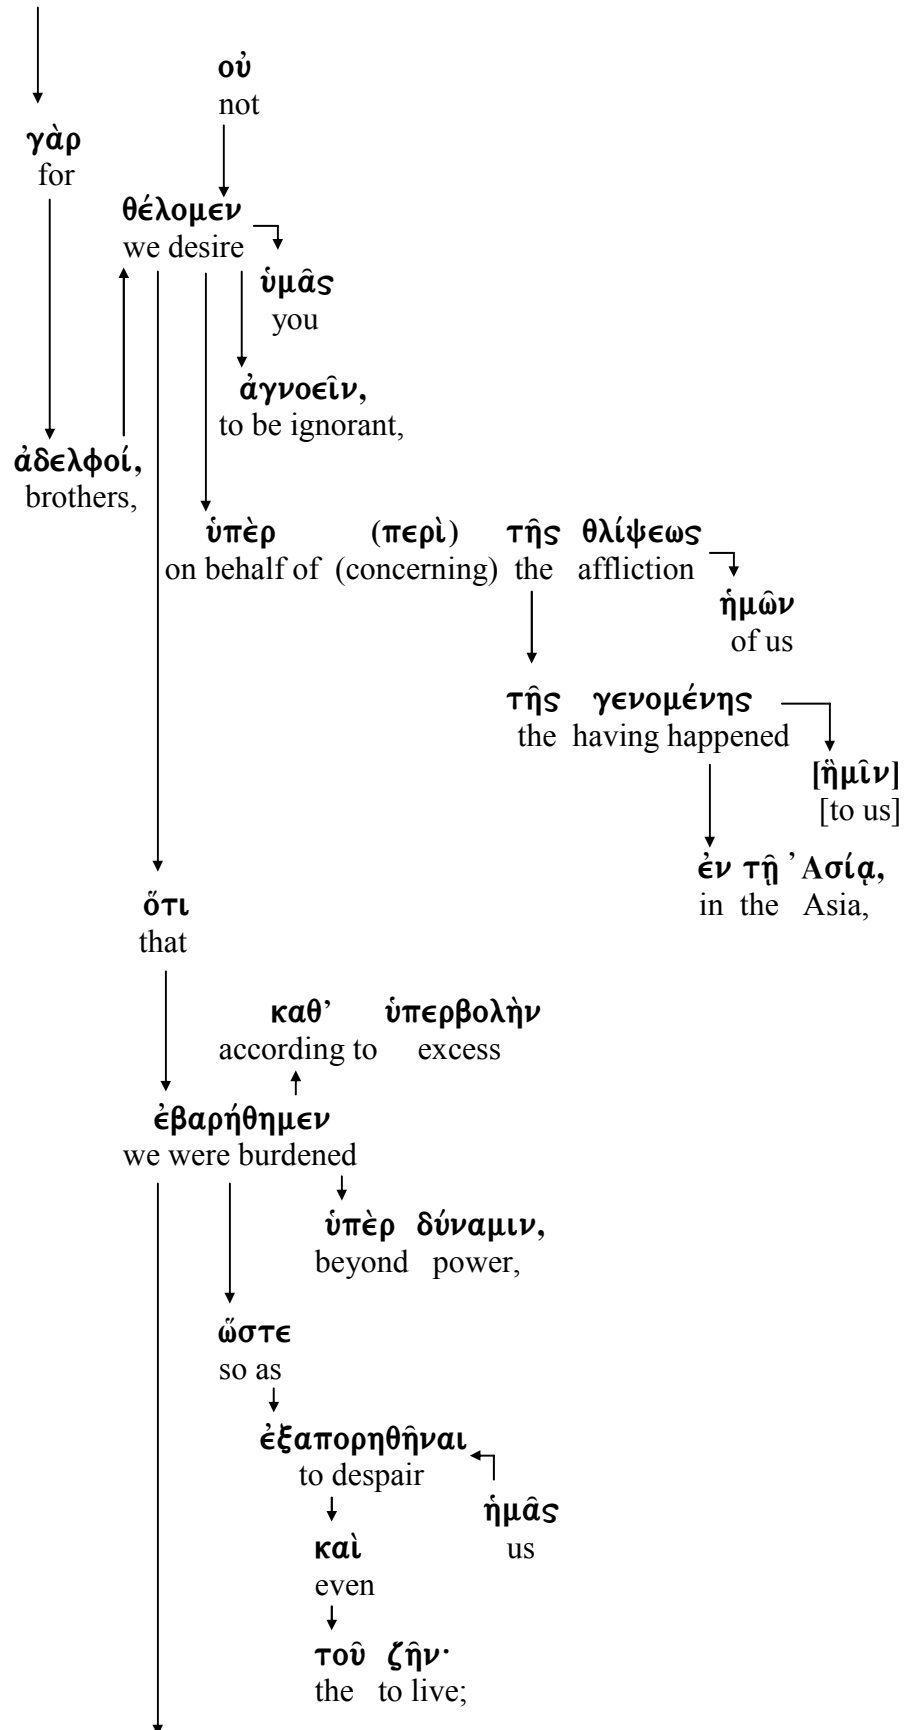 οὐ
not
γὰρ
for
θέλομεν
we desire
ὑμᾶς
you
ἀγνοεῖν,
to be ignorant,
ἀδελφοί,
brothers,
ὑπὲρ (περὶ) τῆς θλίψεως
on behalf of (concerning) the affliction
ἡμῶν
of us
τῆς γενομένης
the having happened
[ἣμῖν]
[to us]
ἐν τῇ Ἀσίᾳ,
in the Asia,
ὅτι
that
καθ’ ὑπερβολὴν
according to excess
ἐβαρήθημεν
we were burdened
ὑπὲρ δύναμιν,
beyond power,
ὥστε
so as
ἐξαπορηθῆναι
to despair
ἡμᾶς
us
καὶ
even
τοῦ ζῆν·
the to live;